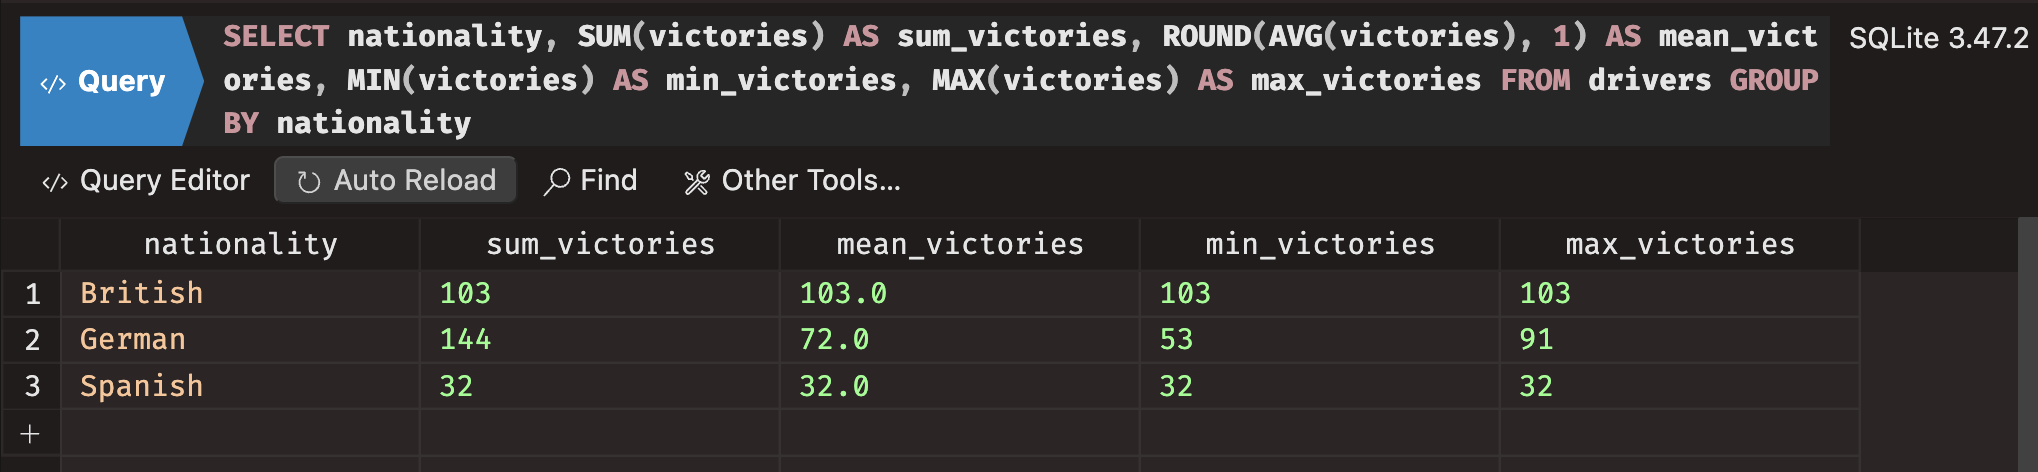 </> Query
SELECT nationality, SUM(victories) AS sum_victories, ROUND(AVG(victories), 1) AS mean_vict
ories, MIN(victories) AS min_victories, MAX(victories) AS max_victories FROM drivers GROUP
BY nationality
SQLite 3.47.2
</> Query Editor Auto Reload Find Other Tools...
nationality sum_victories mean_victories min_victories max_victories
1 British 103 103.0 103 103
2 German 144 72.0 53 91
3 Spanish 32 32.0 32 32
+